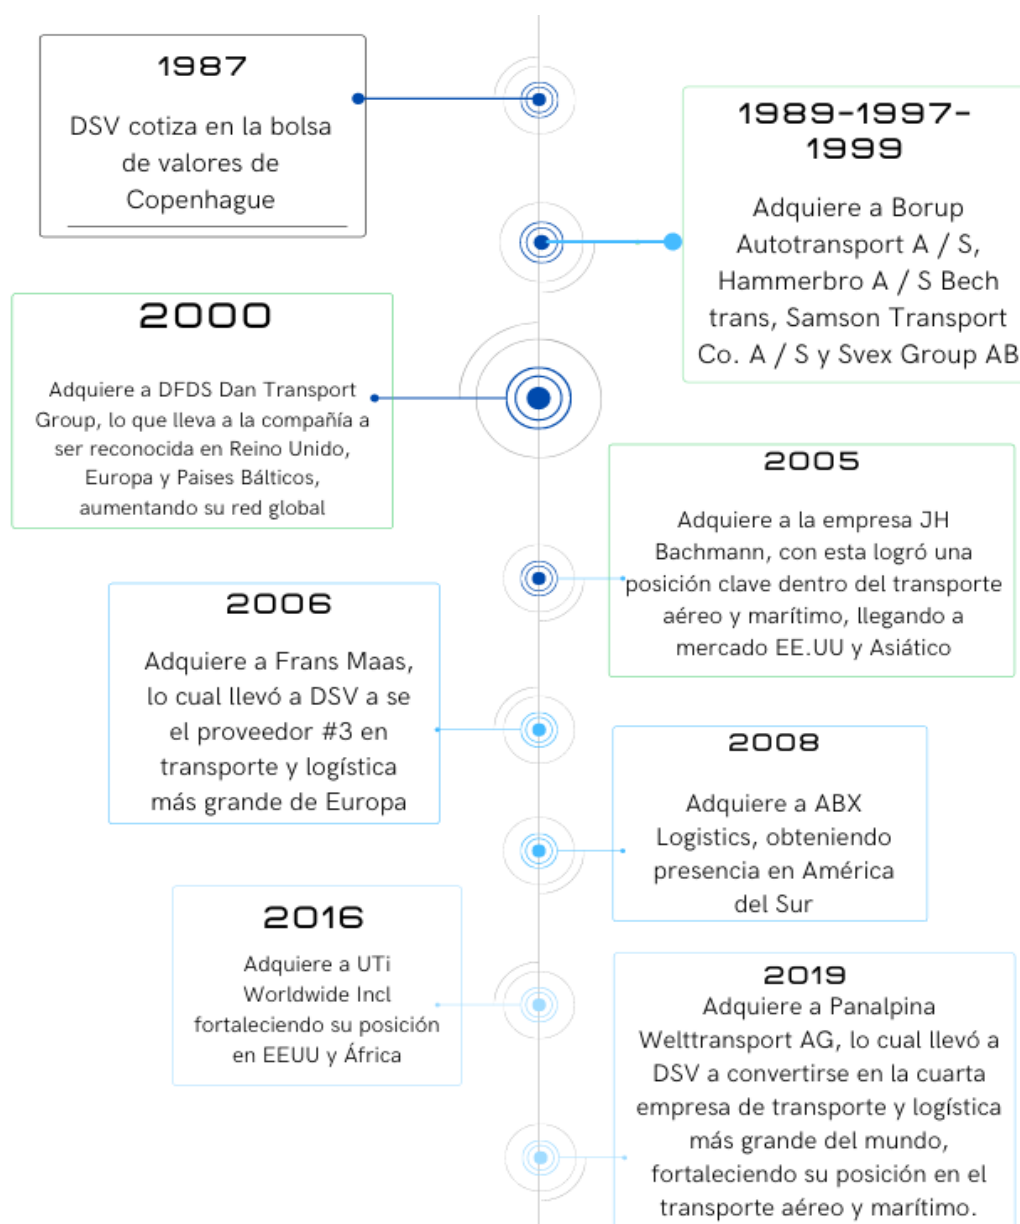 1987
DSV cotiza en la bolsa
de valores de
Copenhague
1989-1997-
1999
Adquiere a Borup
Autotransport A / S,
Hammerbro A / S Bech
trans, Samson Transport
Co. A / S y Svex Group AB
2000
Adquiere a DFDS Dan Transport
Group, lo que lleva a la compañía a
ser reconocida en Reino Unido,
Europa y Paises Bálticos,
aumentando su red global
2005
Adquiere a la empresa JH
Bachmann, con esta logró una
posición clave dentro del transporte
aéreo y marítimo, llegando a
mercado EE.UU y Asiático
2006
Adquiere a Frans Maas,
lo cual llevó a DSV a se
el proveedor #3 en
transporte y logística
más grande de Europa
2008
Adquiere a ABX
Logistics, obteniendo
presencia en América
del Sur
2016
Adquiere a UTi
Worldwide Incl
fortaleciendo su posición
en EEUU y África
2019
Adquiere a Panalpina
Welttransport AG, lo cual llevó a
DSV a convertirse en la cuarta
empresa de transporte y logística
más grande del mundo,
fortaleciendo su posición en el
transporte aéreo y marítimo.